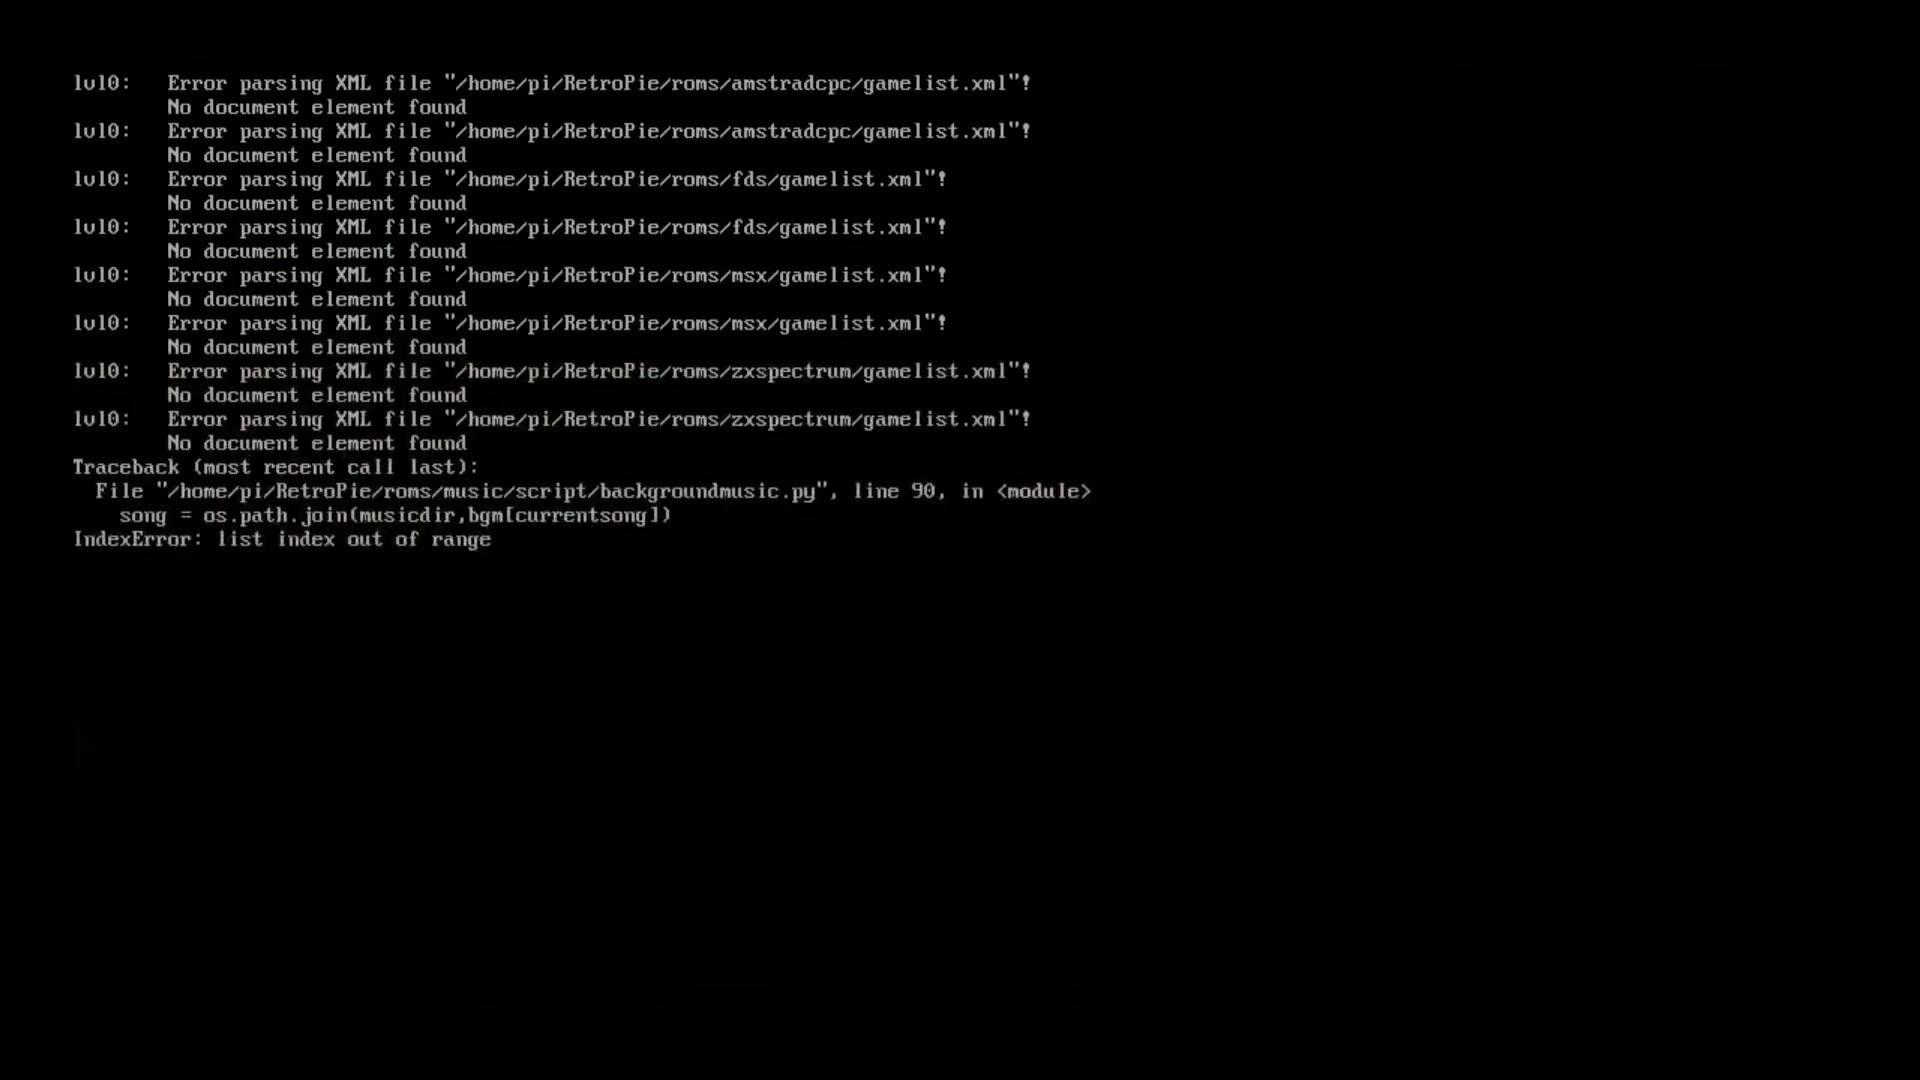 lvl0:   Error parsing XML file "/home/pi/RetroPie/roms/amstradcpc/gamelist.xml"!
        No document element found
lvl0:   Error parsing XML file "/home/pi/RetroPie/roms/amstradcpc/gamelist.xml"!
        No document element found
lvl0:   Error parsing XML file "/home/pi/RetroPie/roms/fds/gamelist.xml"!
        No document element found
lvl0:   Error parsing XML file "/home/pi/RetroPie/roms/fds/gamelist.xml"!
        No document element found
lvl0:   Error parsing XML file "/home/pi/RetroPie/roms/msx/gamelist.xml"!
        No document element found
lvl0:   Error parsing XML file "/home/pi/RetroPie/roms/msx/gamelist.xml"!
        No document element found
lvl0:   Error parsing XML file "/home/pi/RetroPie/roms/zxspectrum/gamelist.xml"!
        No document element found
lvl0:   Error parsing XML file "/home/pi/RetroPie/roms/zxspectrum/gamelist.xml"!
        No document element found
Traceback (most recent call last):
  File "/home/pi/RetroPie/roms/music/script/backgroundmusic.py", line 90, in <module>
    song = os.path.join(musicdir,bgm[currentsong])
IndexError: list index out of range